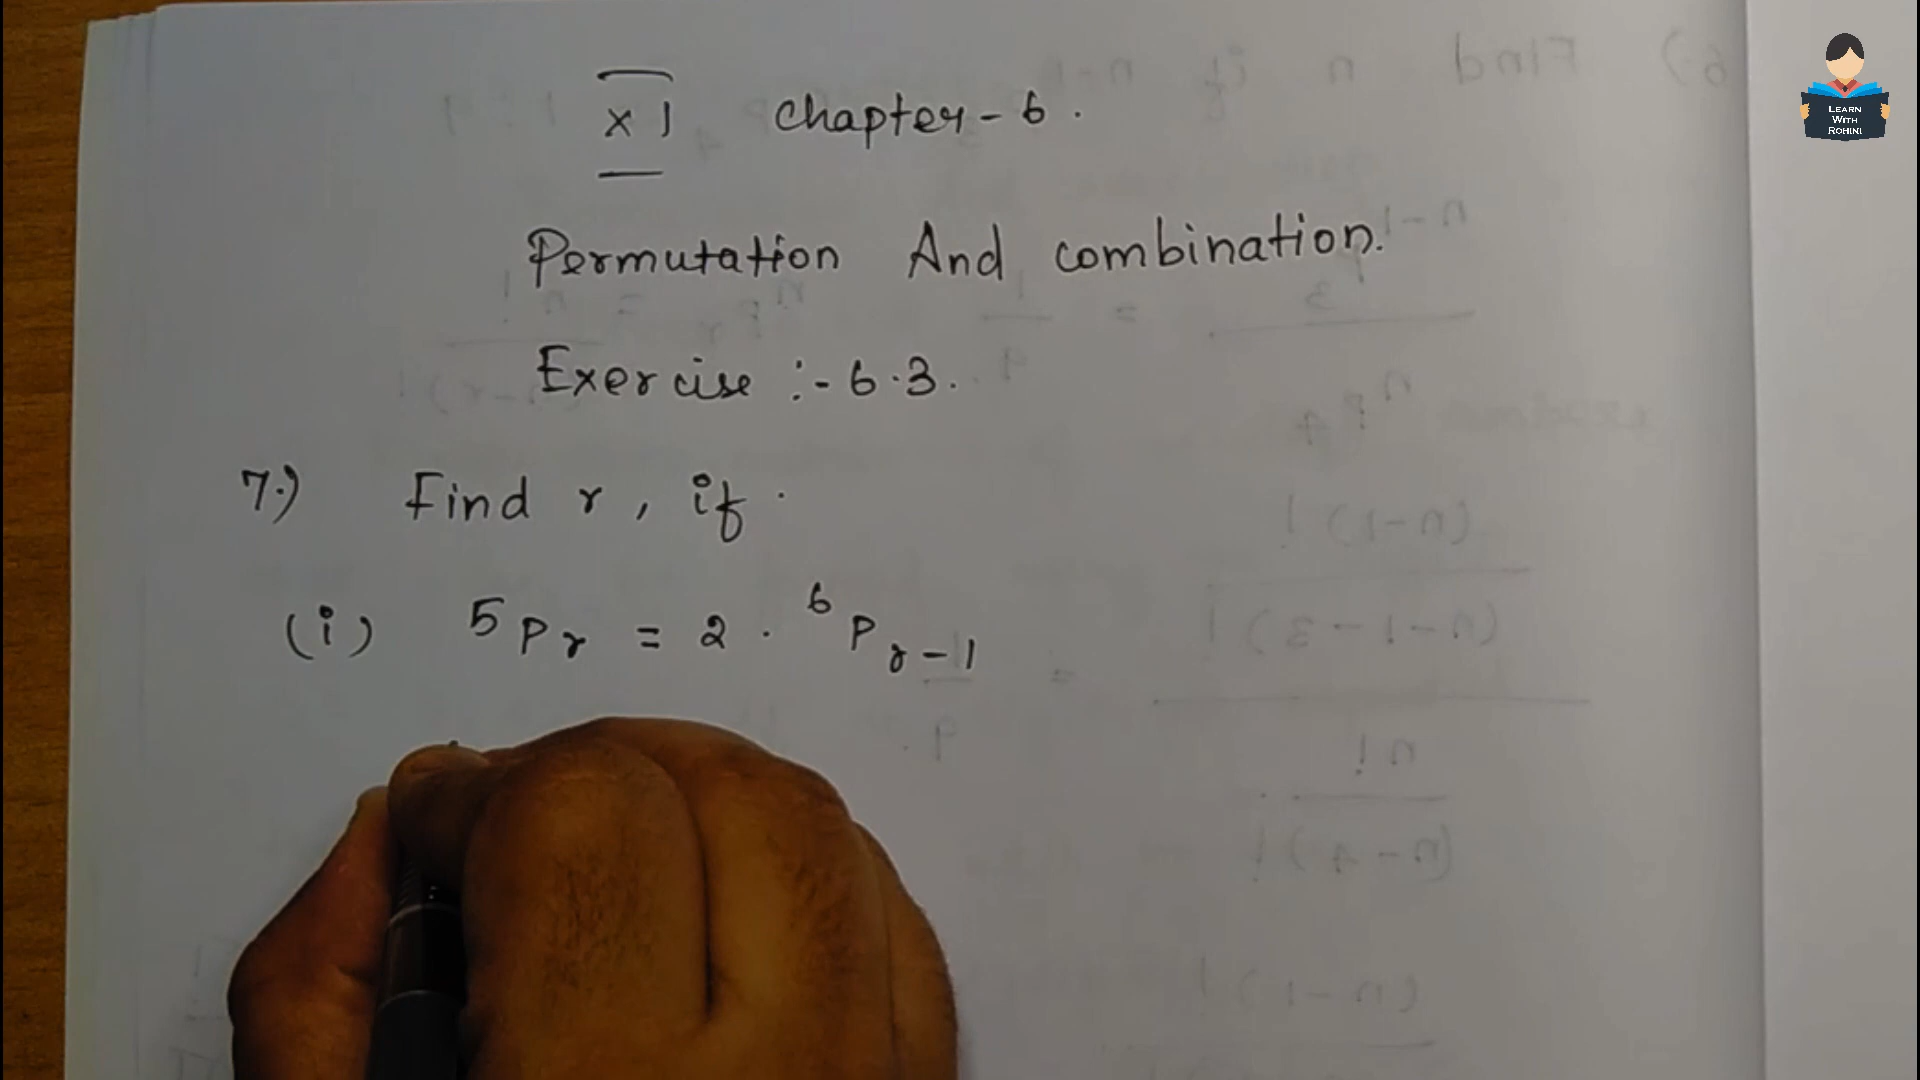 XI Chapter-6.
Permutation And combination.
Exercise :- 6.3.
7.) Find r, if.
(i) 5Pr = 2 . 6Pr-1
LEARN
WITH
ROHINI